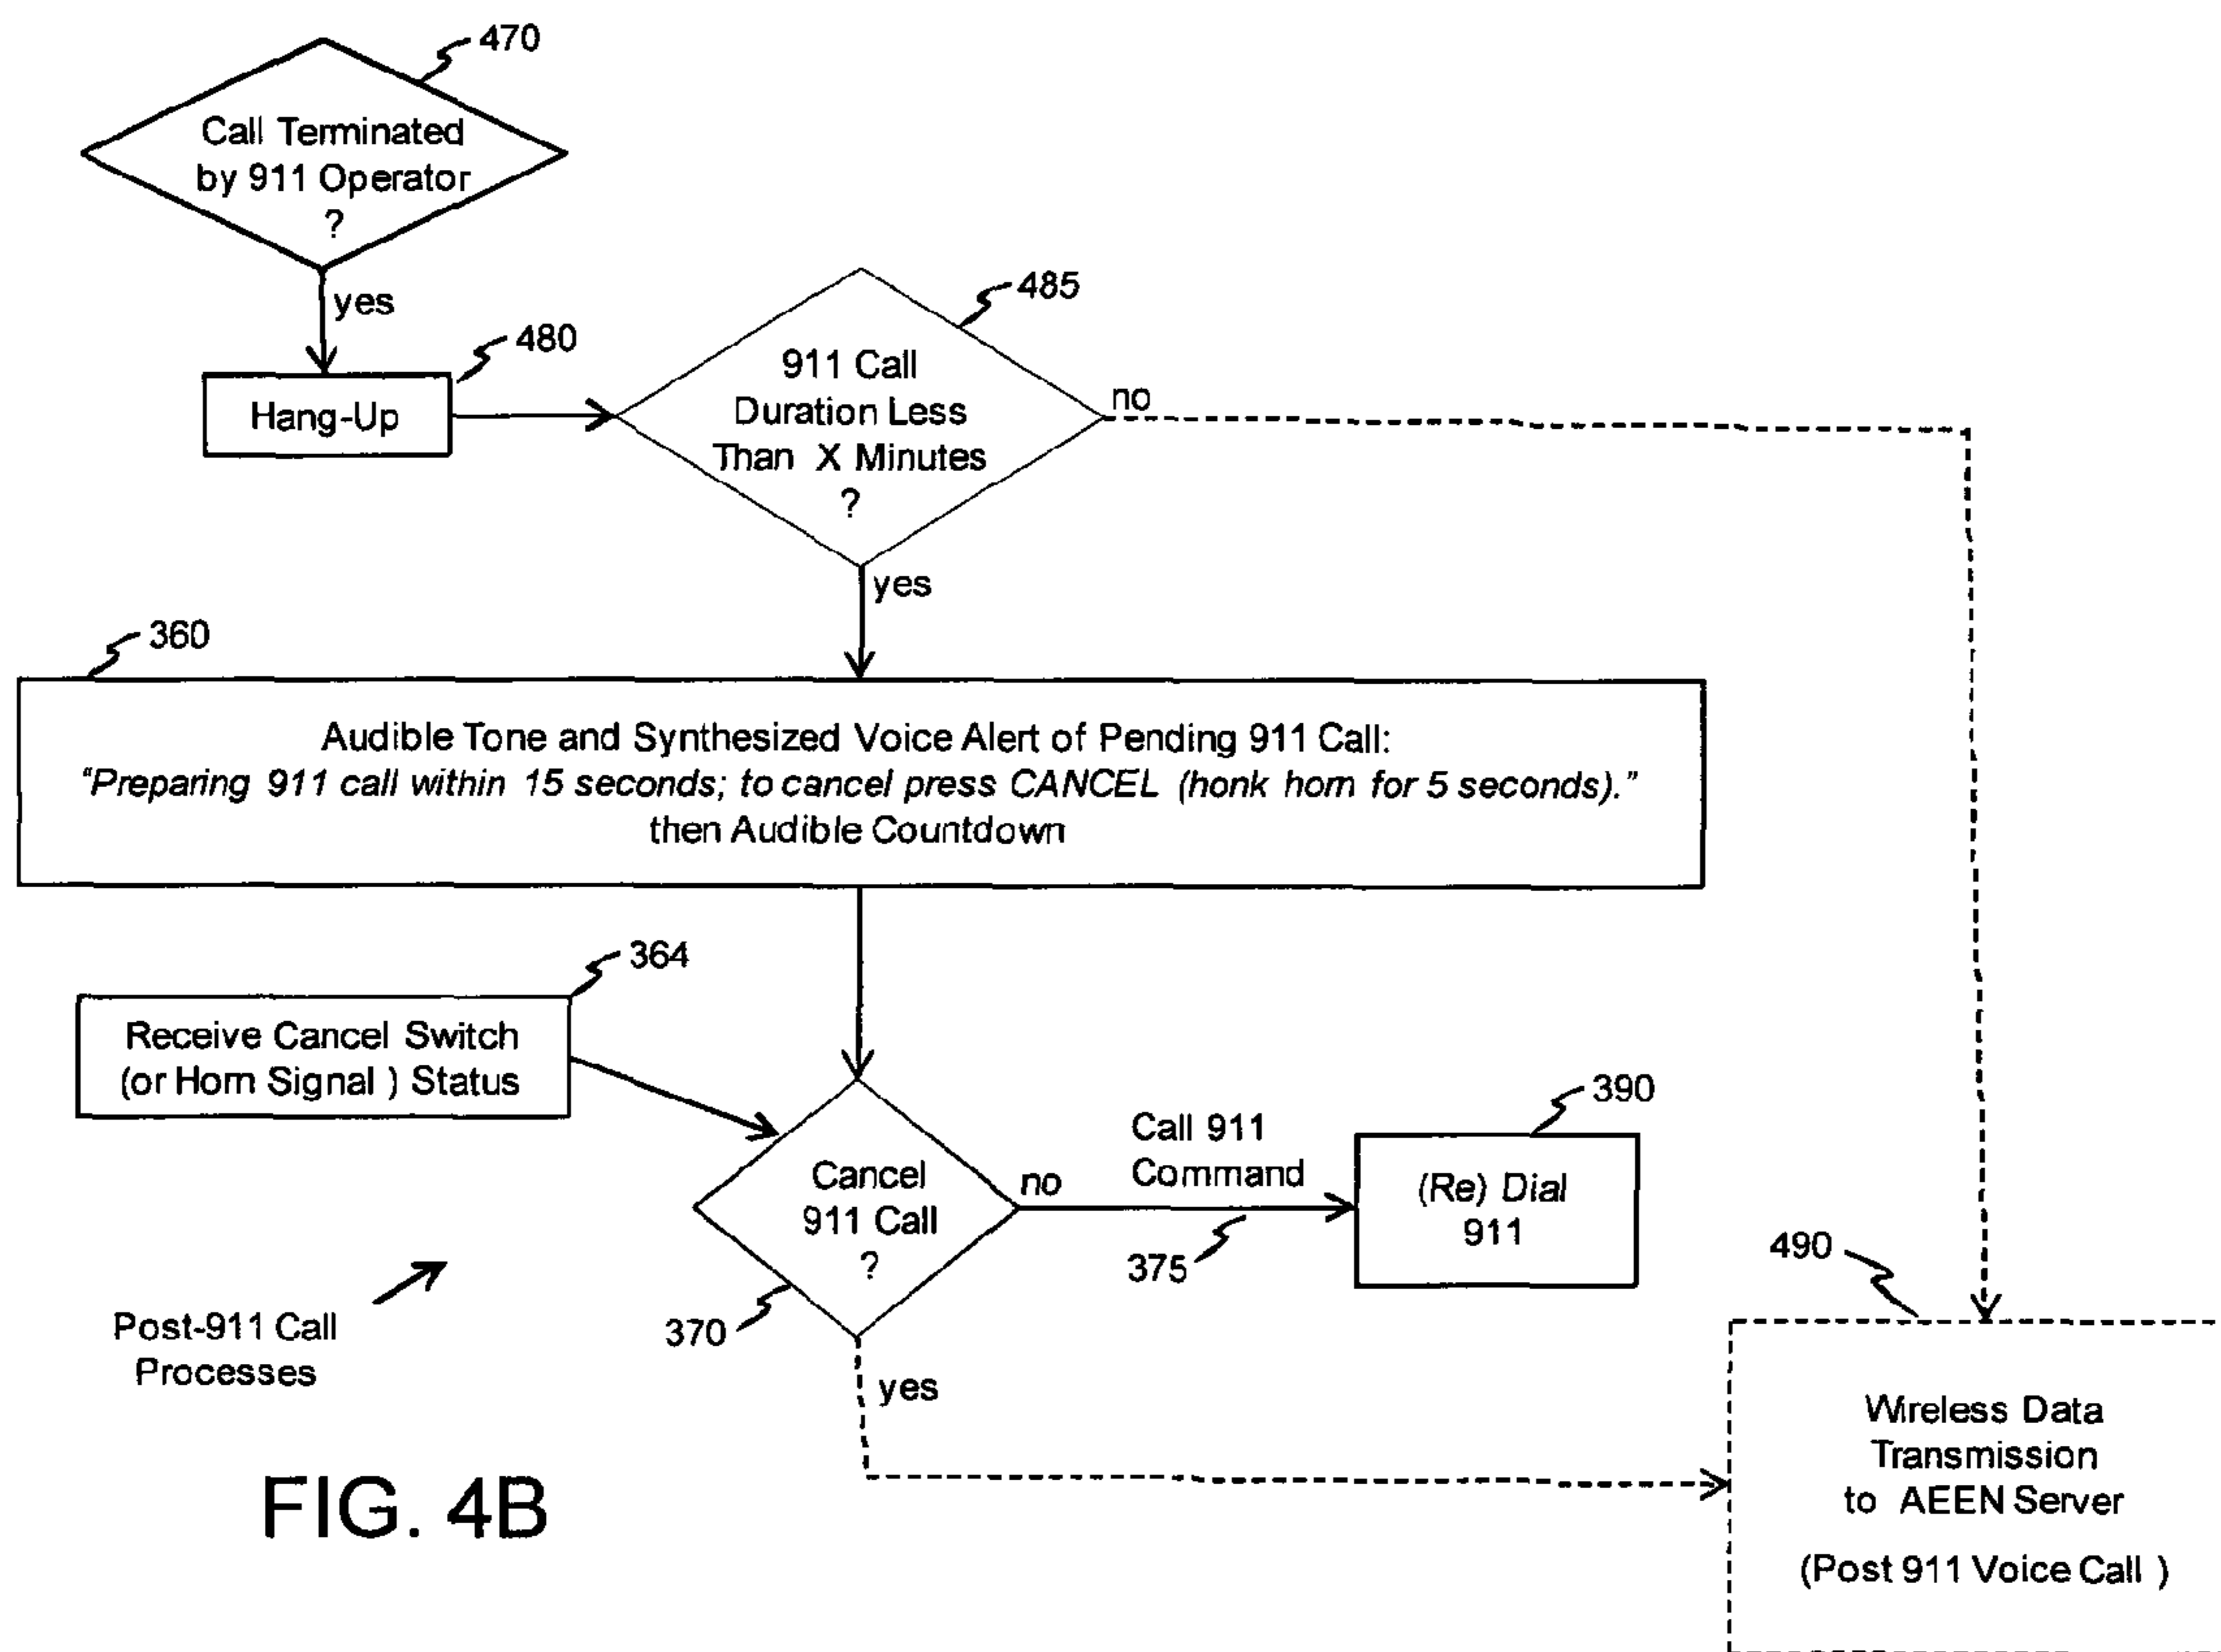 470
Call Terminated
by 911 Operator
?
yes
480
Hang-Up
485
911 Call
Duration Less
Than X Minutes
?
no
yes
360
Audible Tone and Synthesized Voice Alert of Pending 911 Call:
"Preparing 911 call within 15 seconds; to cancel press CANCEL (honk horn for 5 seconds)."
then Audible Countdown
364
Receive Cancel Switch
(or Horn Signal ) Status
Cancel
911 Call
?
370
no
Call 911
Command
375
390
(Re) Dial
911
yes
490
Wireless Data
Transmission
to AEEN Server
(Post 911 Voice Call )
Post-911 Call
Processes
FIG. 4B